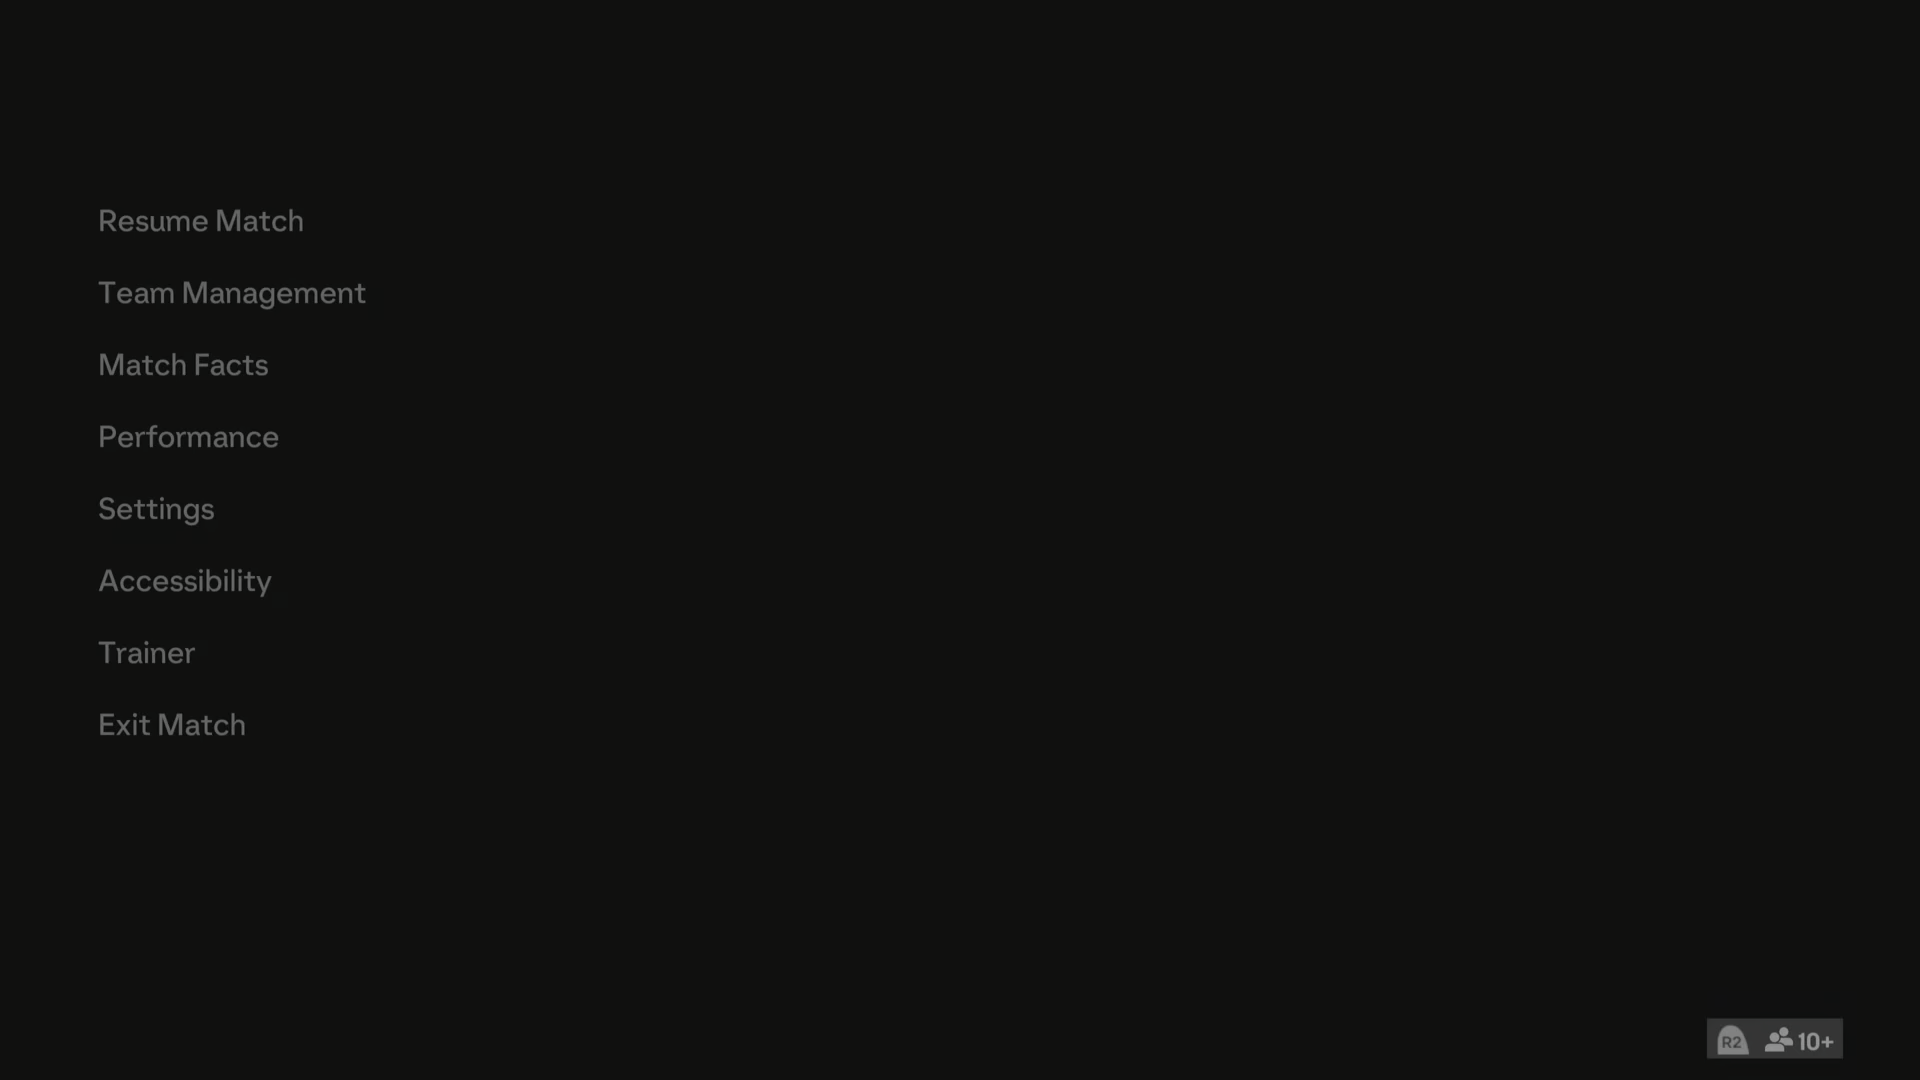 Resume Match
Team Management
Match Facts
Performance
Settings
Accessibility
Trainer
Exit Match
R2 10+